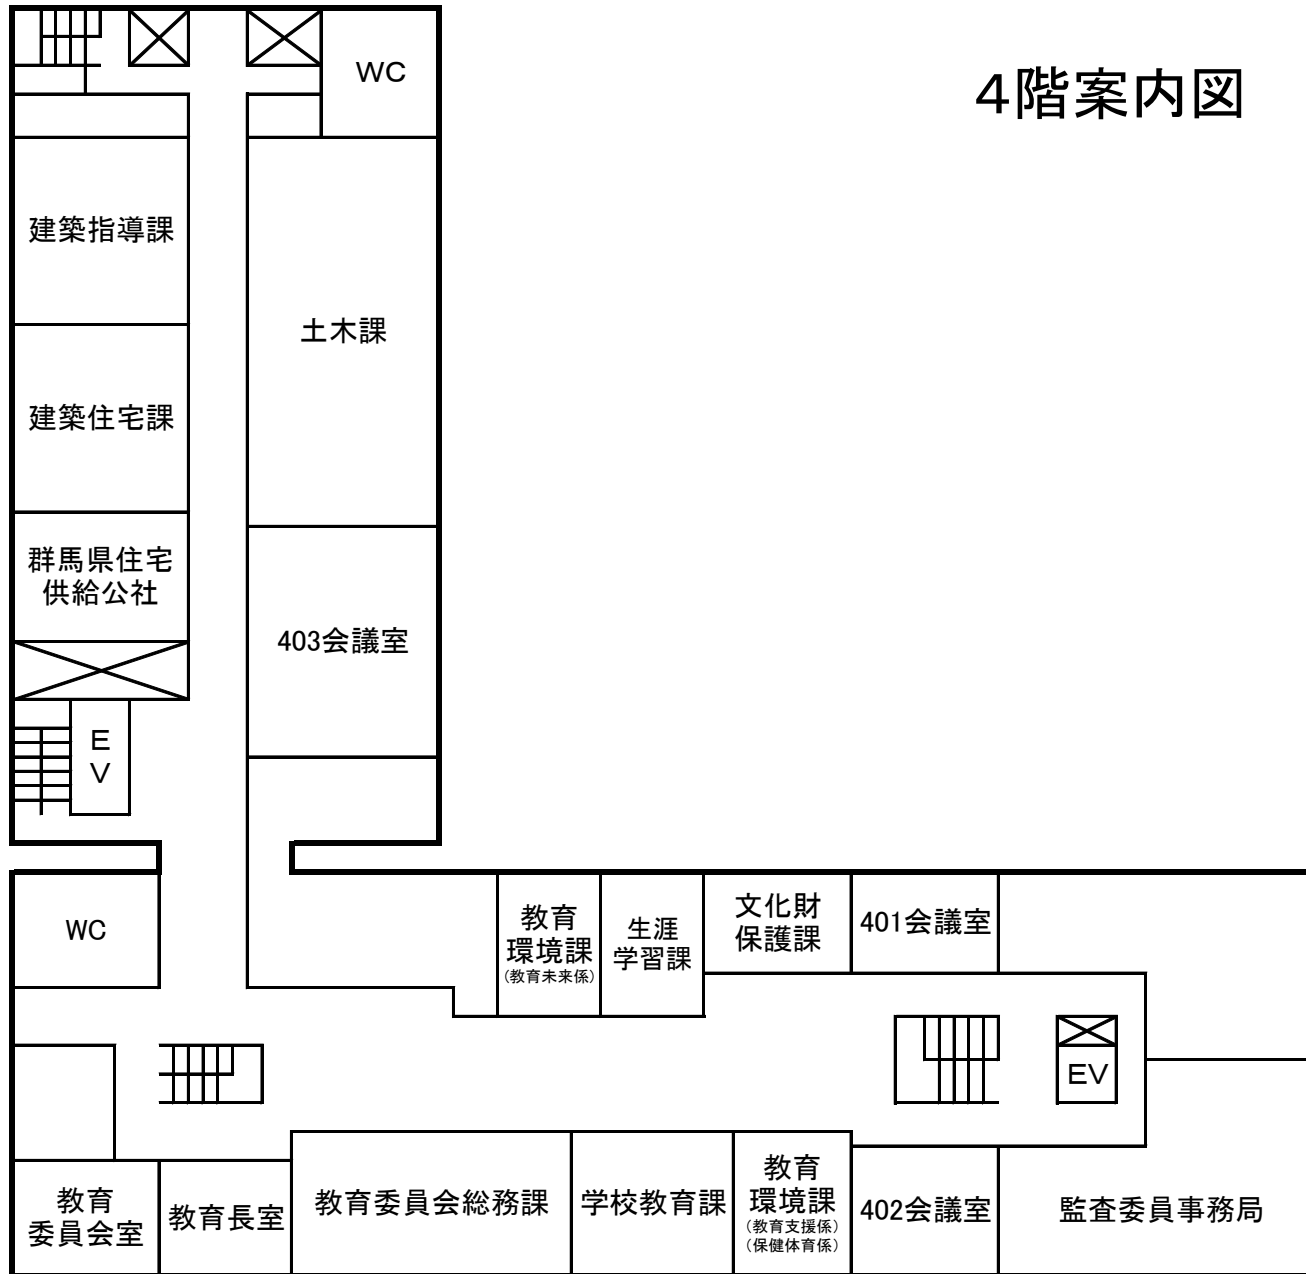 4階案内図
WC
建築指導課
土木課
建築住宅課
群馬県住宅
供給公社
403会議室
E
V
WC
教育
環境課
(教育未来係)
生涯
学習課
文化財
保護課
401会議室
EV
教育
委員会室
教育長室
教育委員会総務課
学校教育課
教育
環境課
(教育支援係)
(保健体育係)
402会議室
監査委員事務局